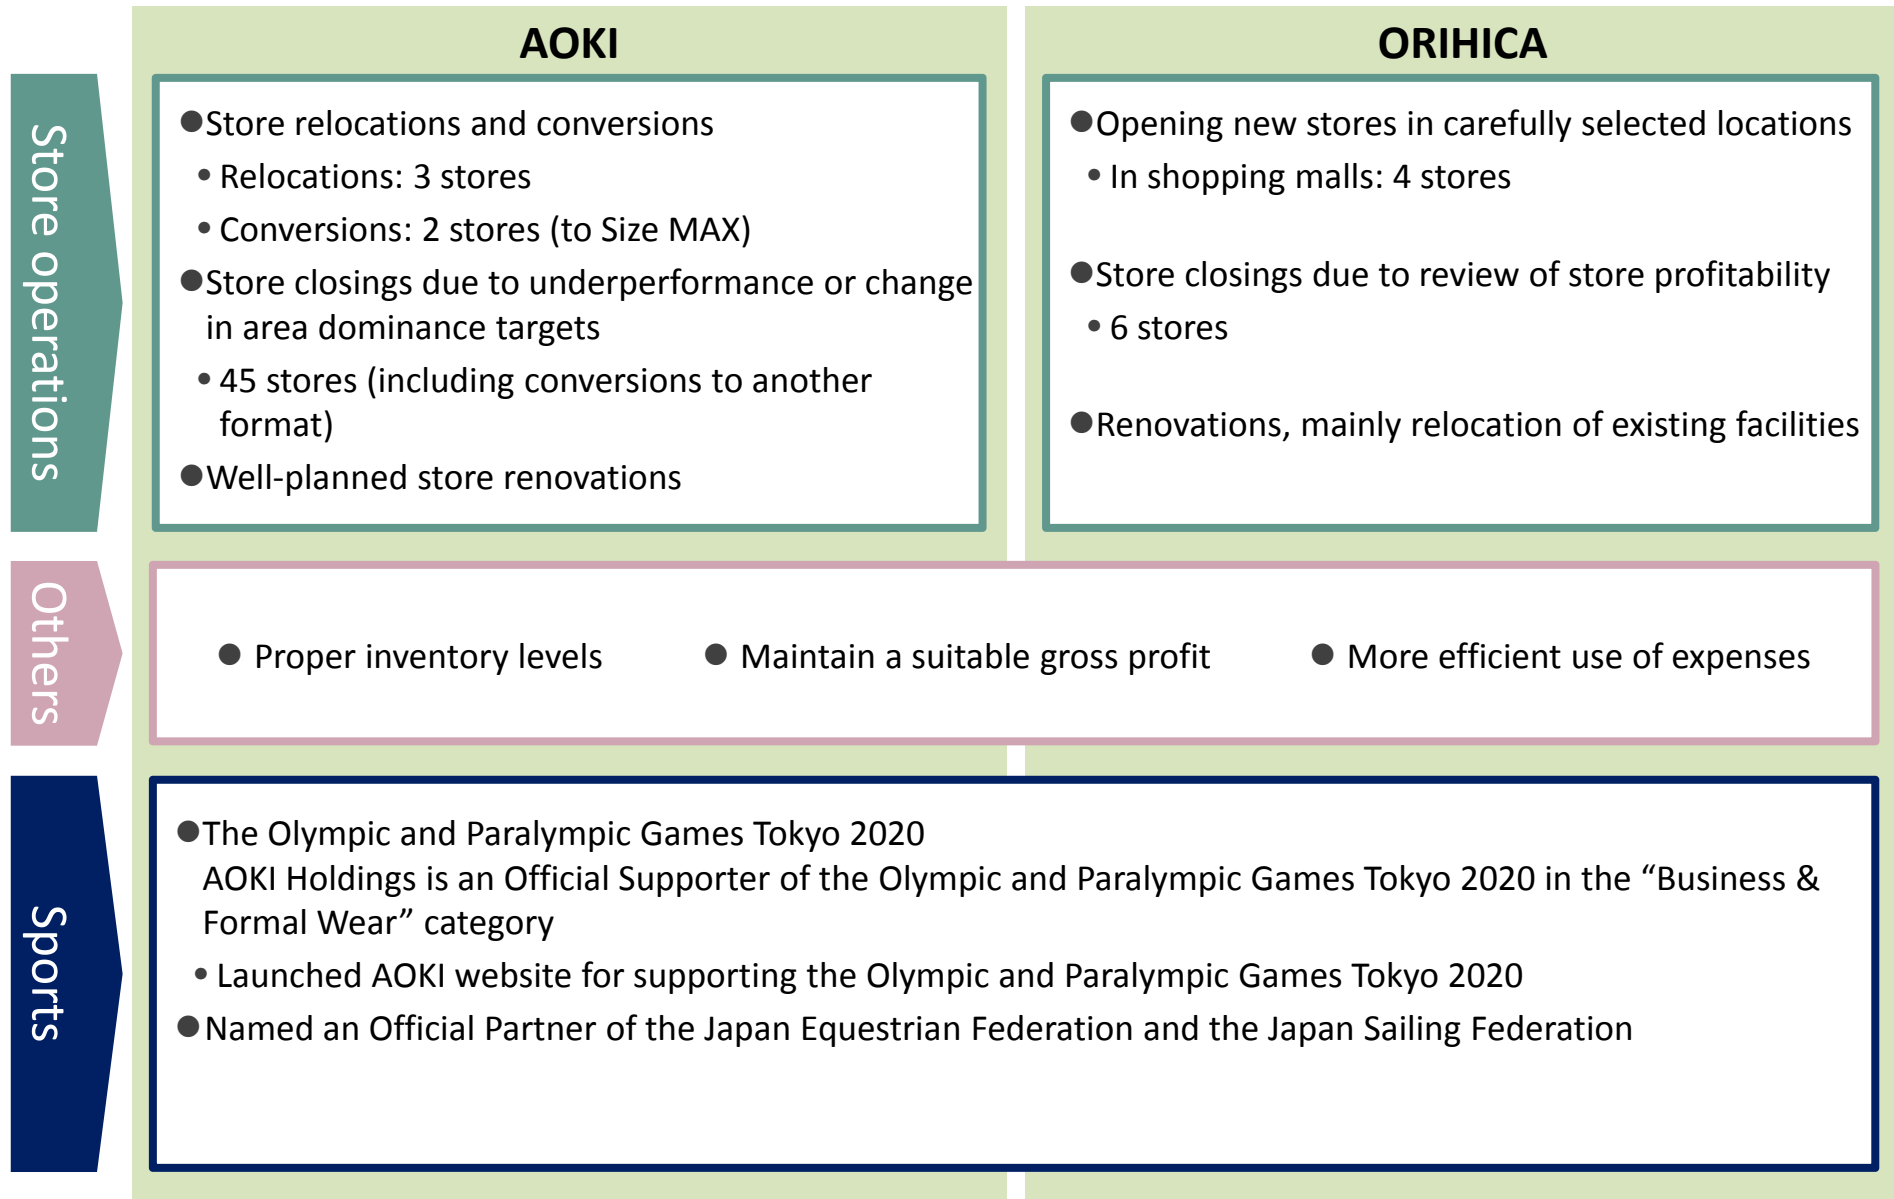 AOKI
ORIHICA
Store operations
●Store relocations and conversions
• Relocations: 3 stores
• Conversions: 2 stores (to Size MAX)
●Store closings due to underperformance or change
in area dominance targets
• 45 stores (including conversions to another
format)
●Well-planned store renovations
●Opening new stores in carefully selected locations
• In shopping malls: 4 stores
●Store closings due to review of store profitability
• 6 stores
●Renovations, mainly relocation of existing facilities
Others
● Proper inventory levels
● Maintain a suitable gross profit
● More efficient use of expenses
Sports
●The Olympic and Paralympic Games Tokyo 2020
AOKI Holdings is an Official Supporter of the Olympic and Paralympic Games Tokyo 2020 in the “Business &
Formal Wear” category
• Launched AOKI website for supporting the Olympic and Paralympic Games Tokyo 2020
●Named an Official Partner of the Japan Equestrian Federation and the Japan Sailing Federation